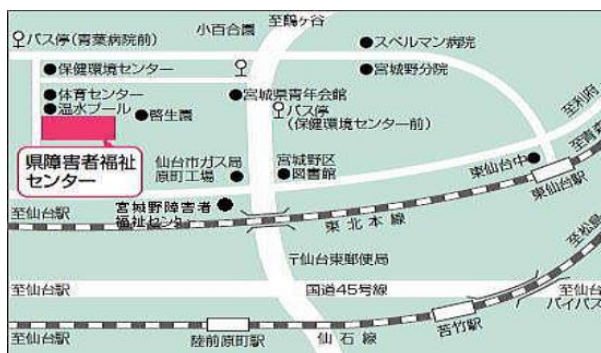 至鶴ヶ谷
小百合園
バス停(青葉病院前)
スペルマン病院
保健環境センター
宮城野分院
体育センター
宮城県青年会館
温水プール
啓生園
バス停
(保健環境センター前)
至利府
至青森
県障害者福祉
センター
仙台市ガス局
原町工場
宮城野区
図書館
東仙台中
東仙台駅
宮城野障害者
福祉センター
至仙台駅
東北本線
至松島
〒仙台東郵便局
至仙台駅
国道45号線
至仙台
バイパス
苦竹駅
至仙台駅
陸前原町駅
仙石線